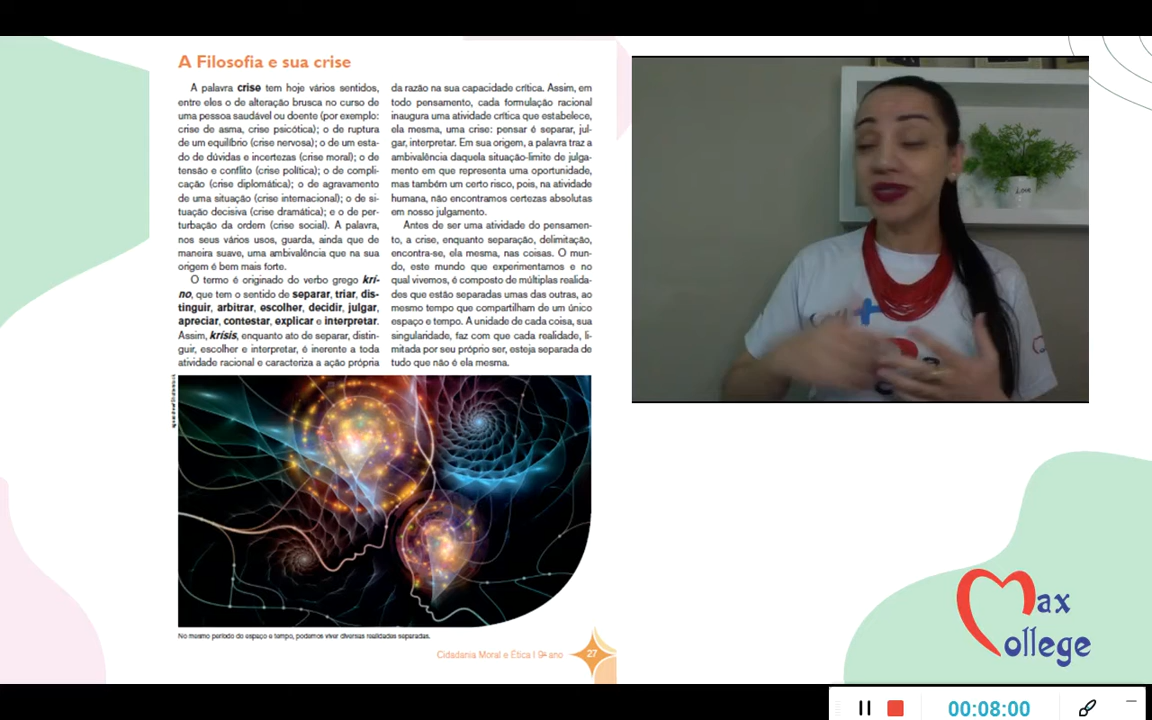 A Filosofia e sua crise
A palavra crise tem hoje vários sentidos,
entre eles o de alteração brusca no curso de
uma pessoa saudável ou doente (por exemplo:
crise de asma, crise psicótica); o de ruptura
de um equilíbrio (crise nervosa); o de um esta-
do de dúvidas e incertezas (crise moral); o de
tensão e conflito (crise política); o de compli-
cação (crise diplomática); o de agravamento
de uma situação (crise internacional); o de si-
tuação decisiva (crise dramática); e o de per-
turbação da ordem (crise social). A palavra,
nos seus vários usos, guarda, ainda que de
maneira suave, uma ambivalência que na sua
origem é bem mais forte.
O termo é originado do verbo grego krí-
no, que tem o sentido de separar, triar, dis-
tinguir, arbitrar, escolher, decidir, julgar,
apreciar, contestar, explicar e interpretar.
Assim, krísis, enquanto ato de separar, distin-
guir, escolher e interpretar, é inerente a toda
atividade racional e caracteriza a ação própria
da razão na sua capacidade crítica. Assim, em
todo pensamento, cada formulação racional
inaugura uma atividade crítica que estabelece,
ela mesma, uma crise: pensar é separar, jul-
gar, interpretar. Em sua origem, a palavra traz a
ambivalência daquela situação-limite de julga-
mento em que representa uma oportunidade,
mas também um certo risco, pois, na atividade
humana, não encontramos certezas absolutas
em nosso julgamento.
Antes de ser uma atividade do pensamen-
to, a crise, enquanto separação, delimitação,
encontra-se, ela mesma, nas coisas. O mun-
do, este mundo que experimentamos e no
qual vivemos, é composto de múltiplas realida-
des que estão separadas umas das outras, ao
mesmo tempo que compartilham de um único
espaço e tempo. A unidade de cada coisa, sua
singularidade, faz com que cada realidade, li-
mitada por seu próprio ser, esteja separada de
tudo que não é ela mesma.
No mesmo período do espaço e tempo, podemos viver diversas realidades separadas.
Cidadania Moral e Ética I 9º ano
27
LOVE
Max
College
00:08:00